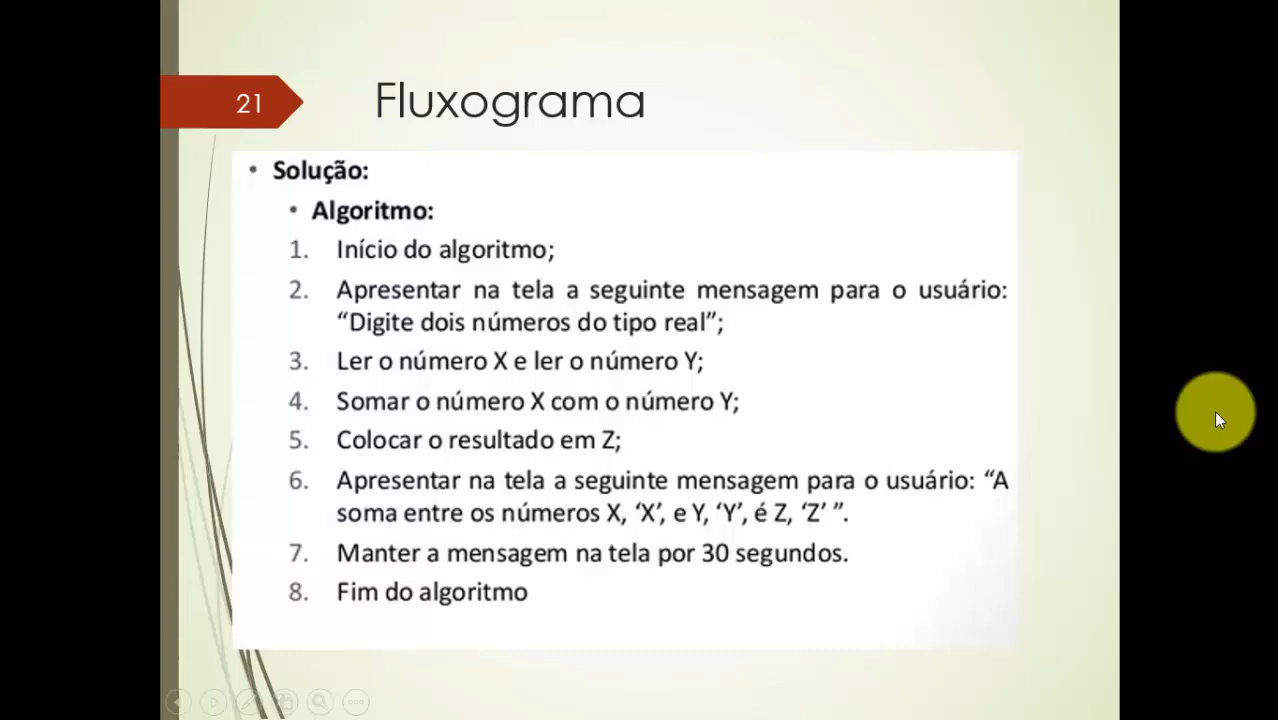 21
Fluxograma
• Solução:
• Algoritmo:
1. Início do algoritmo;
2. Apresentar na tela a seguinte mensagem para o usuário:
“Digite dois números do tipo real”;
3. Ler o número X e ler o número Y;
4. Somar o número X com o número Y;
5. Colocar o resultado em Z;
6. Apresentar na tela a seguinte mensagem para o usuário: “A
soma entre os números X, ‘X’, e Y, ‘Y’, é Z, ‘Z’ ”.
7. Manter a mensagem na tela por 30 segundos.
8. Fim do algoritmo